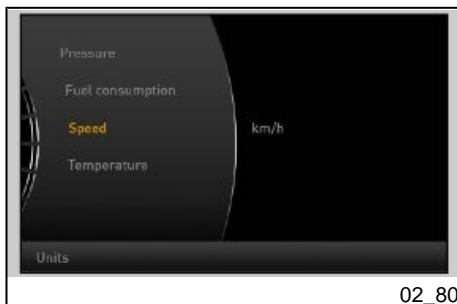 Pressure
Fuel consumption
Speed km/h
Temperature
Units
02_80